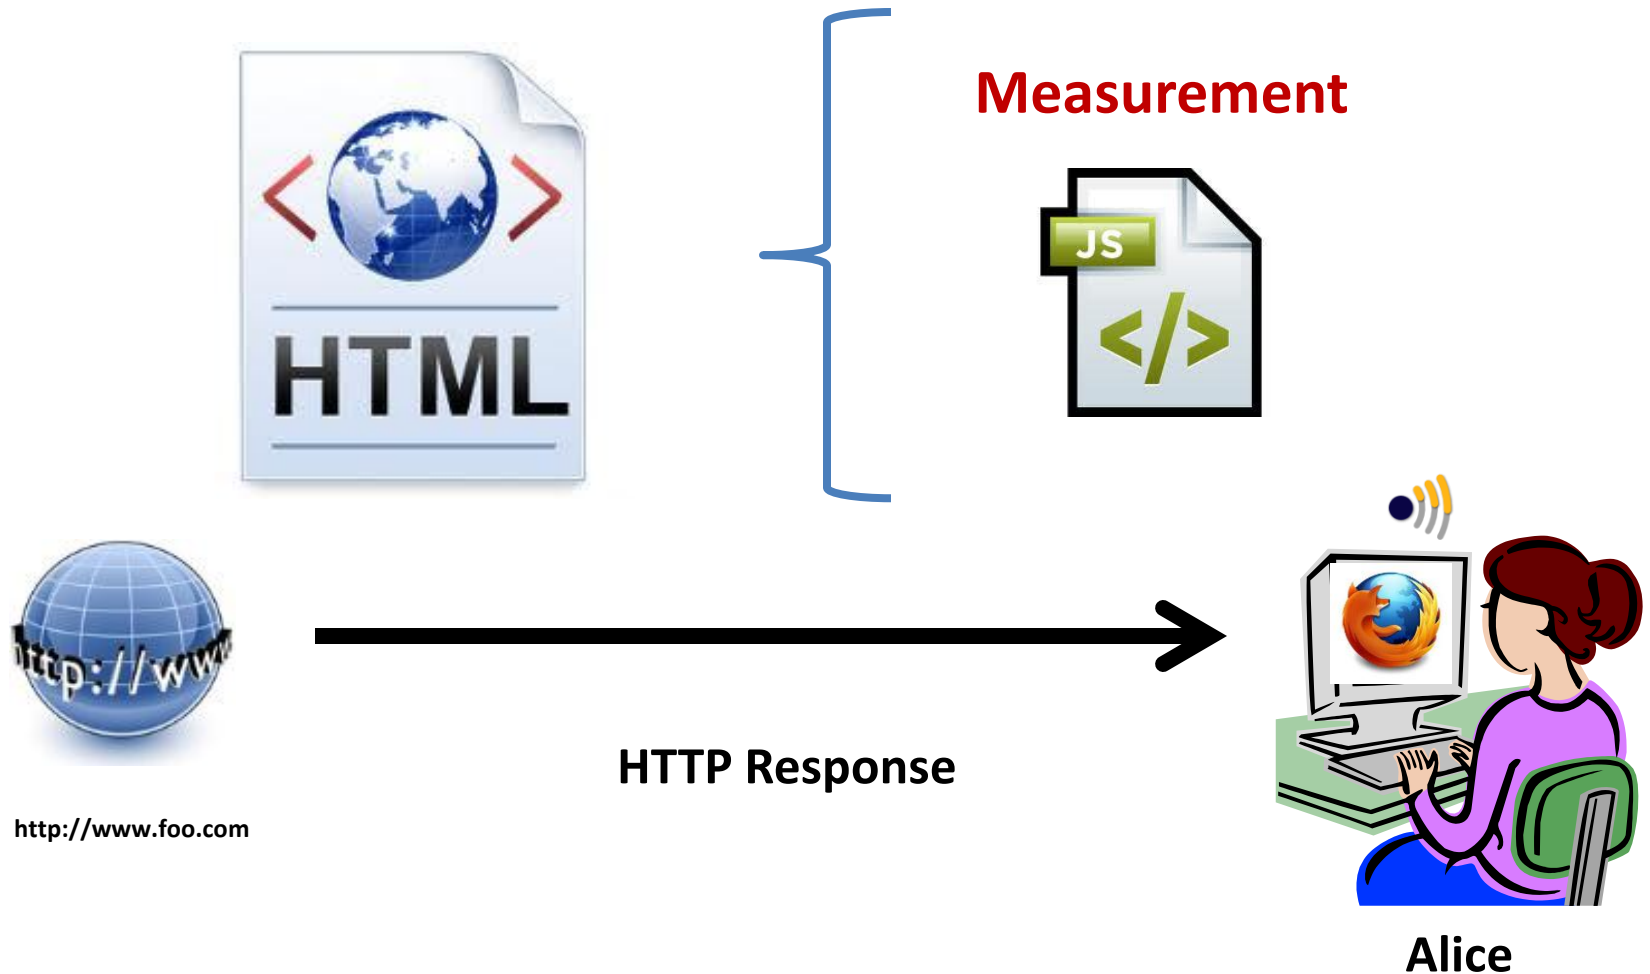 Measurement
JS
</>
< >
HTML
http://www
HTTP Response
http://www.foo.com
Alice